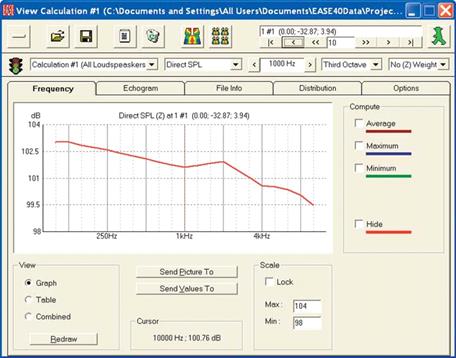 View Calculation #1 (C:\Documents and Settings\All Users\Documents\EASE40Data\Projec...
1 #1 (0.00; -32.87; 3.94)
|< < << 10 >> > >|
Calculation #1 (All Loudspeaskers Direct SPL < 1000 Hz > Third Octave No (Z) Weight
Frequency Echogram File Info Distribution Options
dB Direct SPL (Z) at 1 #1 (0.00; -32.87; 3.94)
104
102.5
101
99.5
98
250Hz 1kHz 4kHz
Compute
Average
Maximum
Minimum
Hide
View
Graph
Table
Combined
Redraw
Send Picture To
Send Values To
Cursor
10000 Hz ; 100.76 dB
Scale
Lock
Max : 104
Min : 98